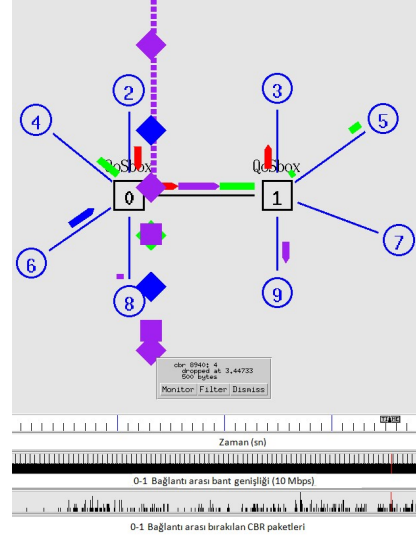 2
3
4
5
QoSbox
QoSbox
0
1
6
7
8
9
cbr 8940: 4
dropped at 3.44733
500 bytes
Monitor Filter Dismiss
TIME
Zaman (sn)
0-1 Bağlantı arası bant genişliği (10 Mbps)
0-1 Bağlantı arası bırakılan CBR paketleri